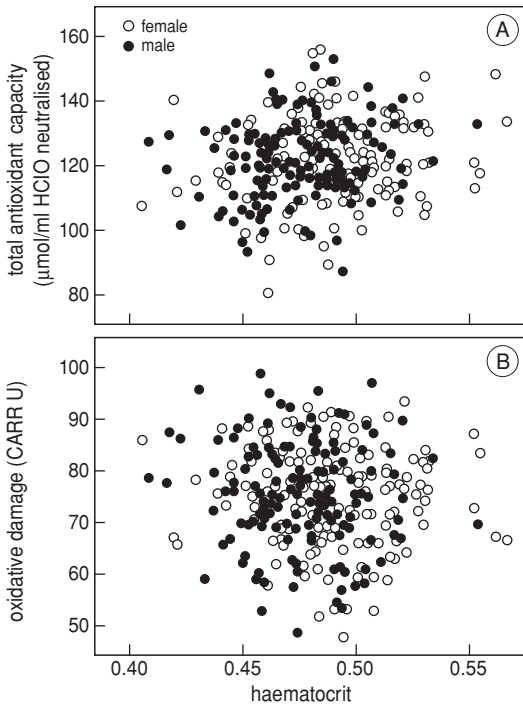 female
male
A
total antioxidant capacity
(μmol/ml HClO neutralised)
160
140
120
100
80
B
oxidative damage (CARR U)
100
90
80
70
60
50
0.40
0.45
0.50
0.55
haematocrit